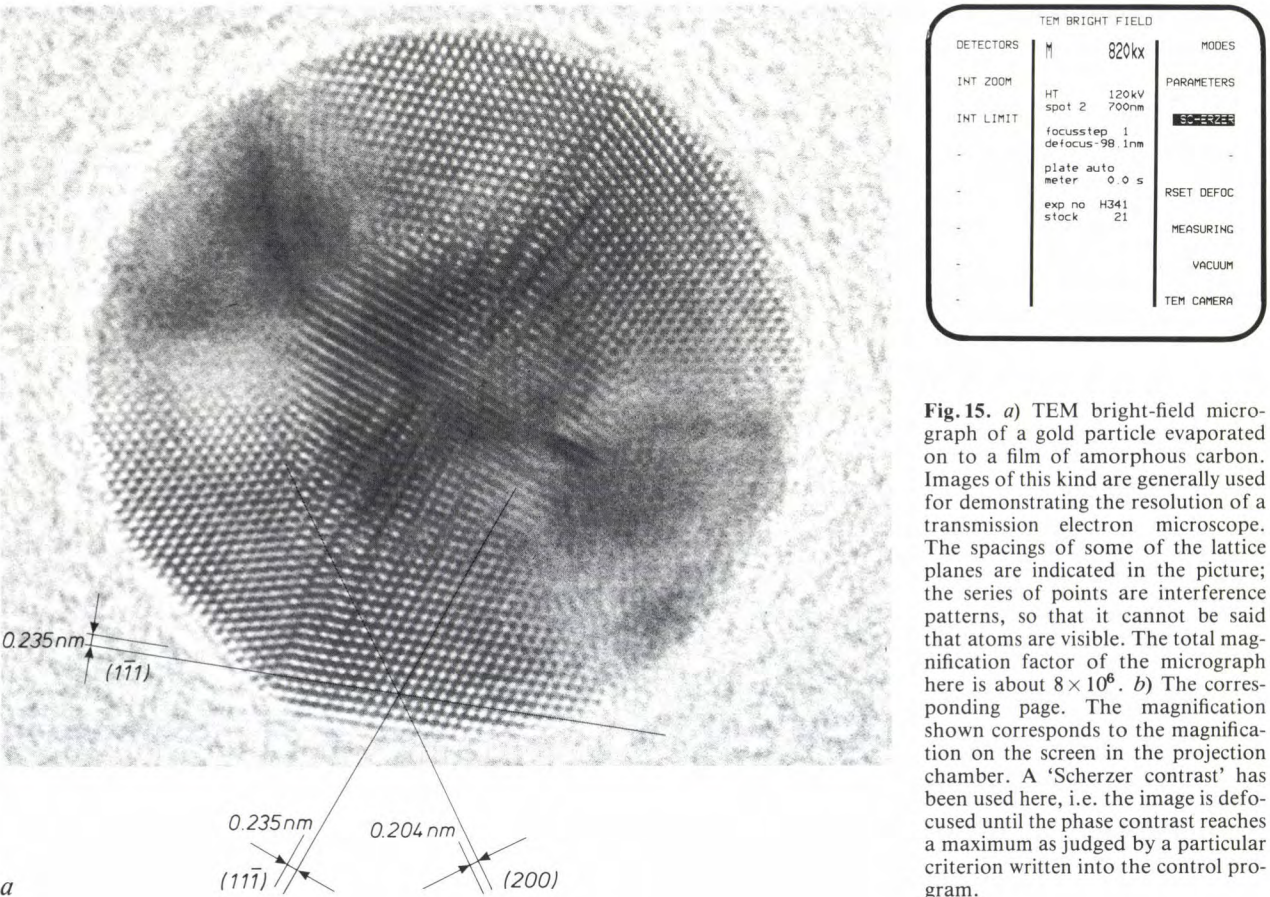 0.235nm
(11̅1)
0.235nm
(111̅)
0.204nm
(200)
a
TEM BRIGHT FIELD
DETECTORS
INT ZOOM
INT LIMIT
-
-
-
-
-
M 820kx
HT 120kV
spot 2 700nm
focusstep 1
defocus-98.1nm
plate auto
meter 0.0 s
exp no H341
stock 21
MODES
PARAMETERS
SCHERZER
-
RSET DEFOC
MEASURING
VACUUM
TEM CAMERA
Fig. 15. a) TEM bright-field micro-
graph of a gold particle evaporated
on to a film of amorphous carbon.
Images of this kind are generally used
for demonstrating the resolution of a
transmission electron microscope.
The spacings of some of the lattice
planes are indicated in the picture;
the series of points are interference
patterns, so that it cannot be said
that atoms are visible. The total mag-
nification factor of the micrograph
here is about 8 × 10⁶. b) The corres-
ponding page. The magnification
shown corresponds to the magnifica-
tion on the screen in the projection
chamber. A ‘Scherzer contrast’ has
been used here, i.e. the image is defo-
cused until the phase contrast reaches
a maximum as judged by a particular
criterion written into the control pro-
gram.